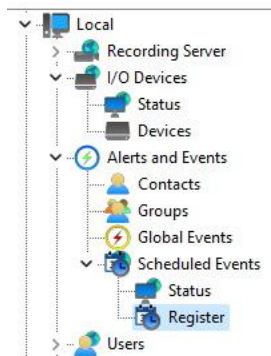 Local
Recording Server
I/O Devices
Status
Devices
Alerts and Events
Contacts
Groups
Global Events
Scheduled Events
Status
Register
Users